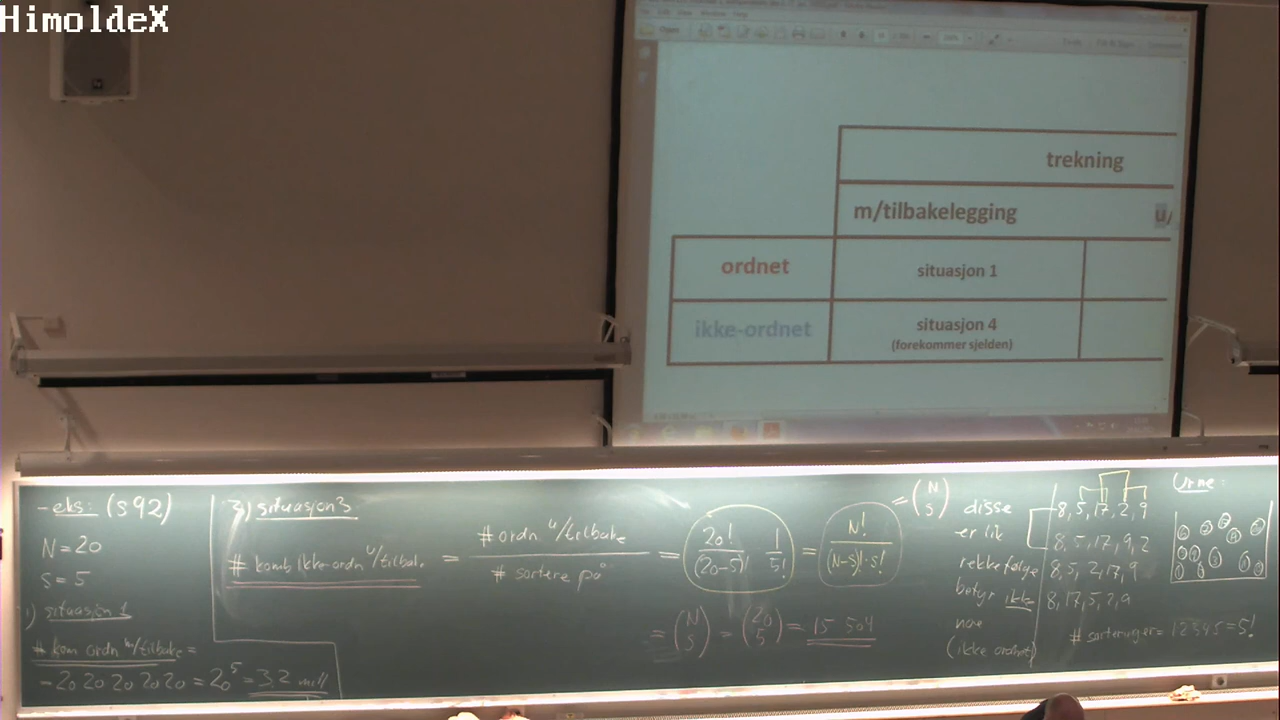 HimoldeX
trekning
m/tilbakelegging
u/
ordnet
situasjon 1
ikke-ordnet
situasjon 4
(forekommer sjelden)
-eks: (s 92)
N=20
s=5
1) situasjon 1
# kom ordn m/tilbake =
-20 20 20 20 20 = 20^5 = 3,2 mill
3) situasjon 3
# komb ikke-ordn u/tilbak. = # ordn u/tilbake / # sortere på = 20! / (20-5)! 1/5! = N! / (N-s)!·s! = (N s)
= (N s) = (20 5) = 15 504
disse
er lik
rekkefølge
betyr ikke
noe
(ikke ordnet)
8, 5, 17, 2, 9
8, 5, 17, 9, 2
8, 5, 2, 17, 9
8, 17, 5, 2, 9
# sorteringer = 1 2 3 4 5 = 5!
Urne: